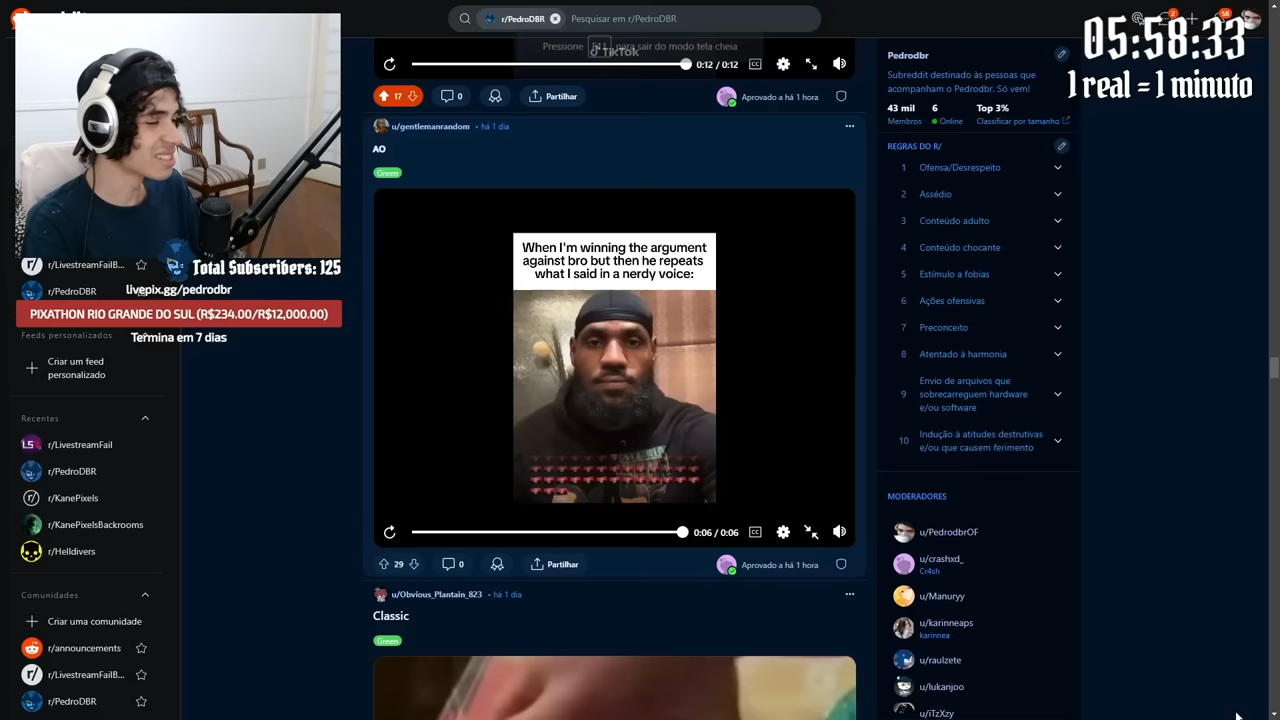 r/PedroDBR
Pesquisar em r/PedroDBR
2
58
05:58:33
1 real = 1 minuto
Pressione para sair do modo tela cheia
TikTok
0:12 / 0:12
17
0
Partilhar
Aprovado a há 1 hora
u/gentlemanrandom • há 1 dia
AO
Green
When I'm winning the argument
against bro but then he repeats
what I said in a nerdy voice:
0:06 / 0:06
29
0
Partilhar
Aprovado a há 1 hora
u/Obvious_Plantain_823 • há 1 dia
Classic
Green
r/LivestreamFailB...
Total Subscribers: 125
r/PedroDBR
livepix.gg/pedrodbr
PIXATHON RIO GRANDE DO SUL (R$234.00/R$12,000.00)
Feeds personalizados
Termina em 7 dias
Criar um feed
personalizado
Recentes
r/LivestreamFail
r/PedroDBR
r/KanePixels
r/KanePixelsBackrooms
r/Helldivers
Comunidades
Criar uma comunidade
r/announcements
r/LivestreamFailB...
r/PedroDBR
Pedrodbr
Subreddit destinado às pessoas que
acompanham o Pedrodbr. Só vem!
43 mil 6 Top 3%
Membros Online Classificar por tamanho
REGRAS DO R/
1 Ofensa/Desrespeito
2 Assédio
3 Conteúdo adulto
4 Conteúdo chocante
5 Estímulo a fobias
6 Ações ofensivas
7 Preconceito
8 Atentado à harmonia
Envio de arquivos que
9 sobrecarreguem hardware
e/ou software
10 Indução à atitudes destrutivas
e/ou que causem ferimento
MODERADORES
u/PedrodbrOF
u/crashxd_
Cr4sh
u/Manuryy
u/karinneaps
karinnea
u/raulzete
u/lukanjoo
u/iTzXzy